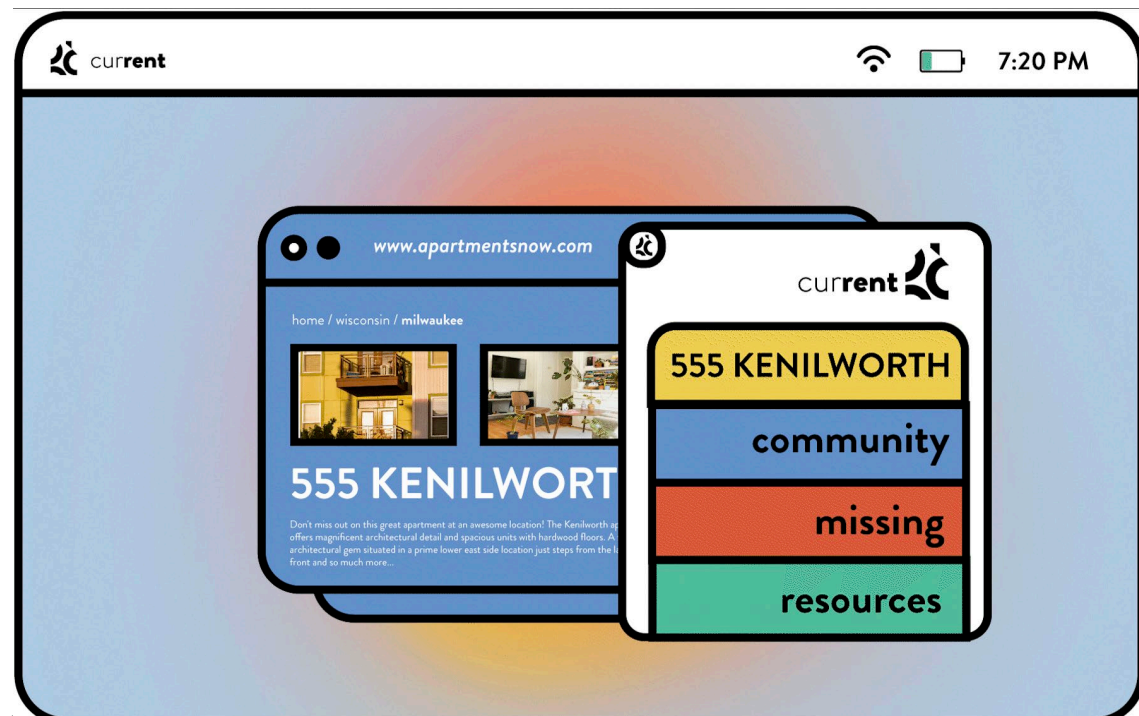 current
7:20 PM
www.apartmentsnow.com
home / wisconsin / milwaukee
555 KENILWORT
Don't miss out on this great apartment at an awesome location! The Kenilworth ap
offers magnificent architectural detail and spacious units with hardwood floors. A
architectural gem situated in a prime lower east side location just steps from the
front and so much more...
current
555 KENILWORTH
community
missing
resources